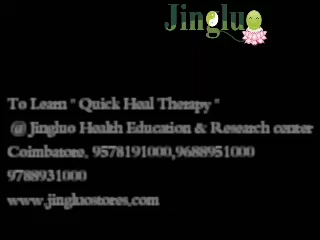 Jingluo
To Learn " Quick Heal Therapy "
@ Jingluo Health Education & Research center
Coimbatore. 9578191000,9688951000
9788931000
www.jingluostores.com